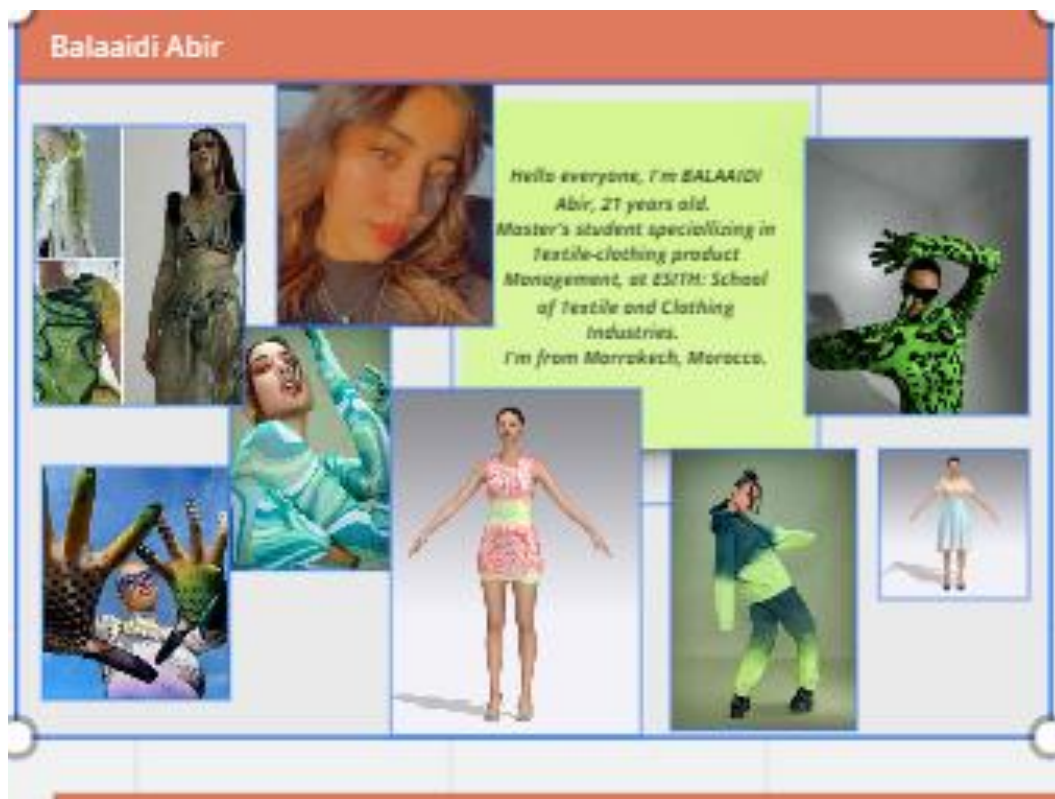 Balaaidi Abir
Hello everyone, I'm BALAAIDI
Abir, 21 years old.
Master's student speciallizing in
Textile-clothing product
Management, at ESITH: School
of Textile and Clothing
Industries.
I'm from Marrakech, Morocco.